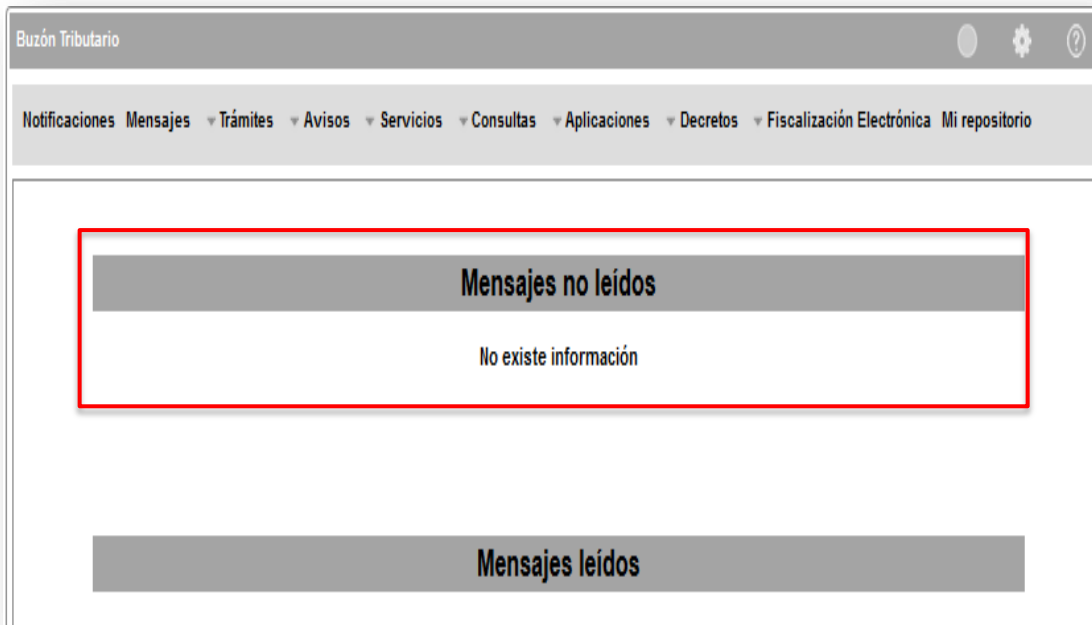 Buzón Tributario
?
Notificaciones Mensajes Trámites Avisos Servicios Consultas Aplicaciones Decretos Fiscalización Electrónica Mi repositorio
Mensajes no leídos
No existe información
Mensajes leídos